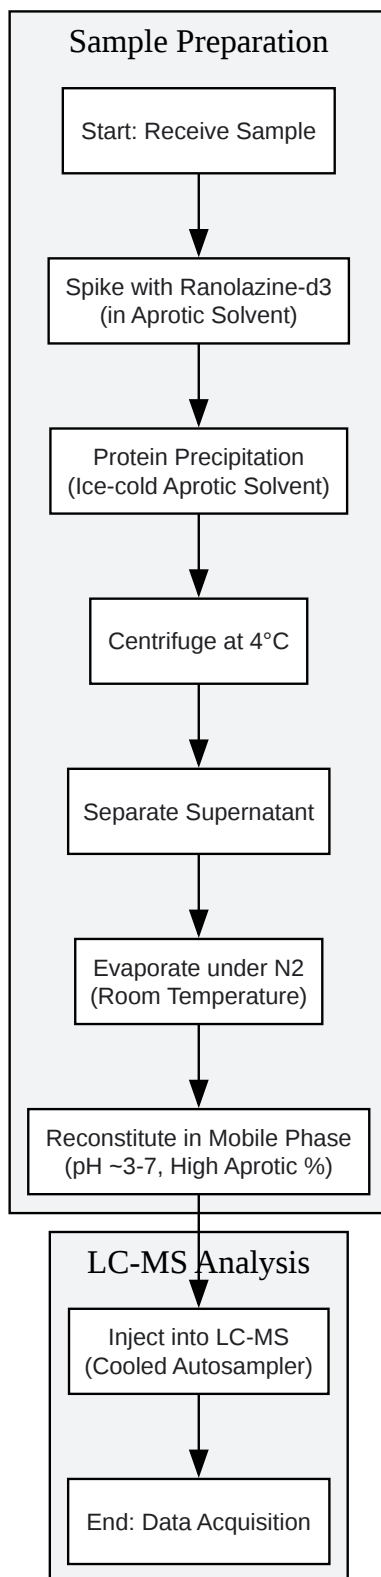 Sample Preparation
Start: Receive Sample
Spike with Ranolazine-d3
(in Aprotic Solvent)
Protein Precipitation
(Ice-cold Aprotic Solvent)
Centrifuge at 4°C
Separate Supernatant
Evaporate under N2
(Room Temperature)
Reconstitute in Mobile Phase
(pH ~3-7, High Aprotic %)
LC-MS Analysis
Inject into LC-MS
(Cooled Autosampler)
End: Data Acquisition